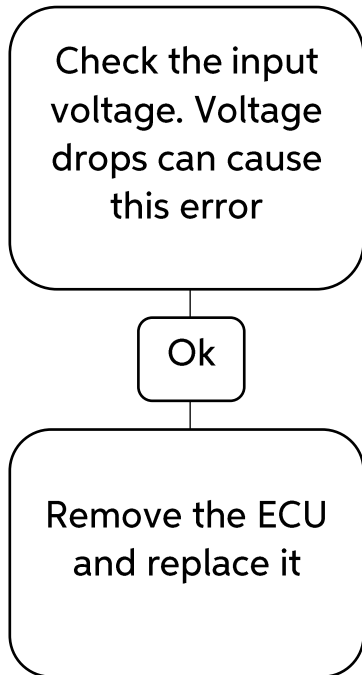 Check the input
voltage. Voltage
drops can cause
this error
Ok
Remove the ECU
and replace it